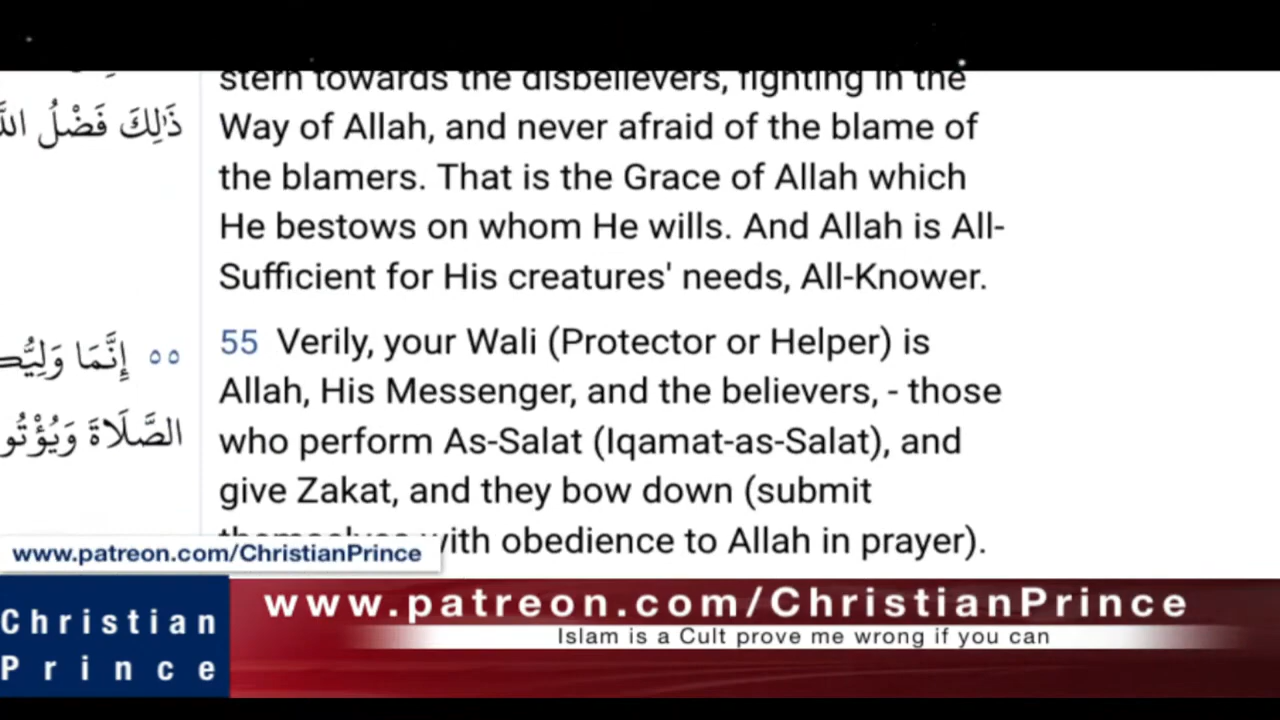 stern towards the disbelievers, fighting in the
ذَٰلِكَ فَضْلُ
Way of Allah, and never afraid of the blame of
the blamers. That is the Grace of Allah which
He bestows on whom He wills. And Allah is All-
Sufficient for His creatures' needs, All-Knower.
٥٥ إِنَّمَا
55 Verily, your Wali (Protector or Helper) is
Allah, His Messenger, and the believers, - those
الصَّلَاةَ
who perform As-Salat (Iqamat-as-Salat), and
give Zakat, and they bow down (submit
themselves with obedience to Allah in prayer).
www.patreon.com/ChristianPrince
Christian
Prince
www.patreon.com/ChristianPrince
Islam is a Cult prove me wrong if you can